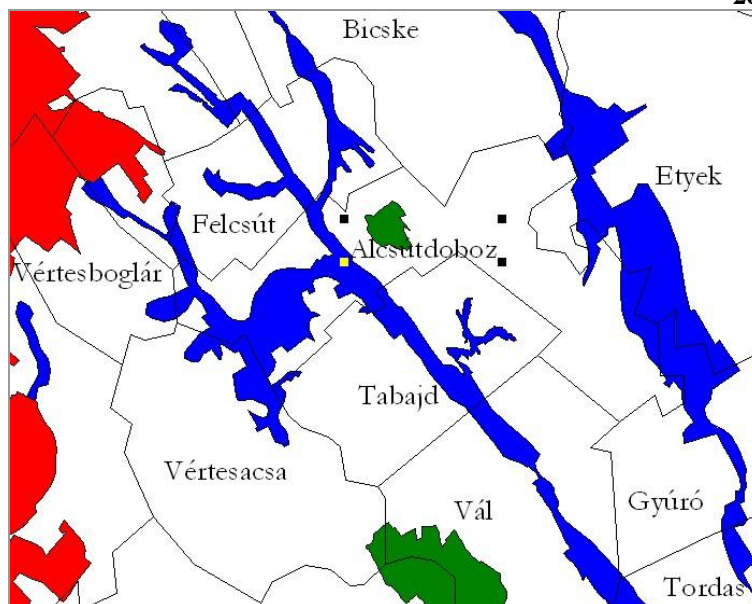 Bicske
Etyek
Felcsút
Alcsútdoboz
Vértesboglár
Tabajd
Vértesacsa
Vál
Gyúró
Tordas